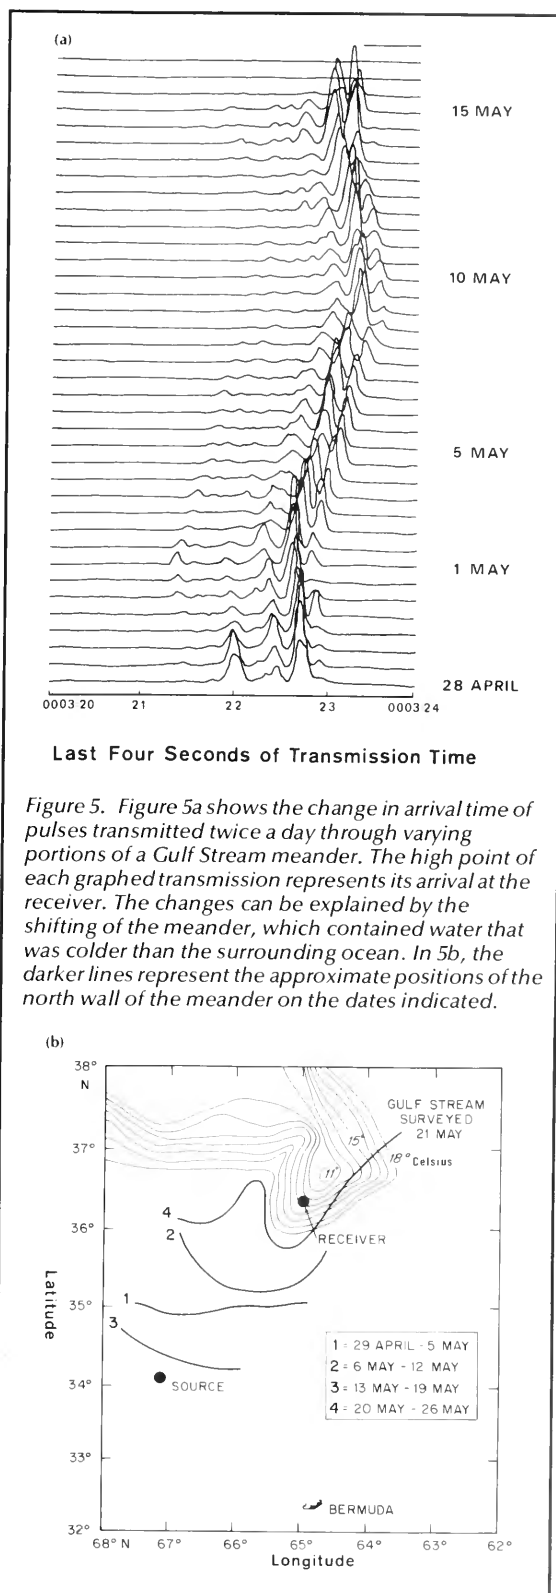 (a)
15 MAY
10 MAY
5 MAY
1 MAY
28 APRIL
0003 20 21 22 23 0003 24
Last Four Seconds of Transmission Time
Figure 5. Figure 5a shows the change in arrival time of
pulses transmitted twice a day through varying
portions of a Gulf Stream meander. The high point of
each graphed transmission represents its arrival at the
receiver. The changes can be explained by the
shifting of the meander, which contained water that
was colder than the surrounding ocean. In 5b, the
darker lines represent the approximate positions of the
north wall of the meander on the dates indicated.
(b)
38°
N
GULF STREAM
SURVEYED
21 MAY
37°
15°
18° Celsius
11°
4
36°
2
RECEIVER
Latitude
1
35°
3
1 = 29 APRIL - 5 MAY
2 = 6 MAY - 12 MAY
3 = 13 MAY - 19 MAY
4 = 20 MAY - 26 MAY
34°
SOURCE
33°
BERMUDA
32°
68° N 67° 66° 65° 64° 63° 62°
Longitude